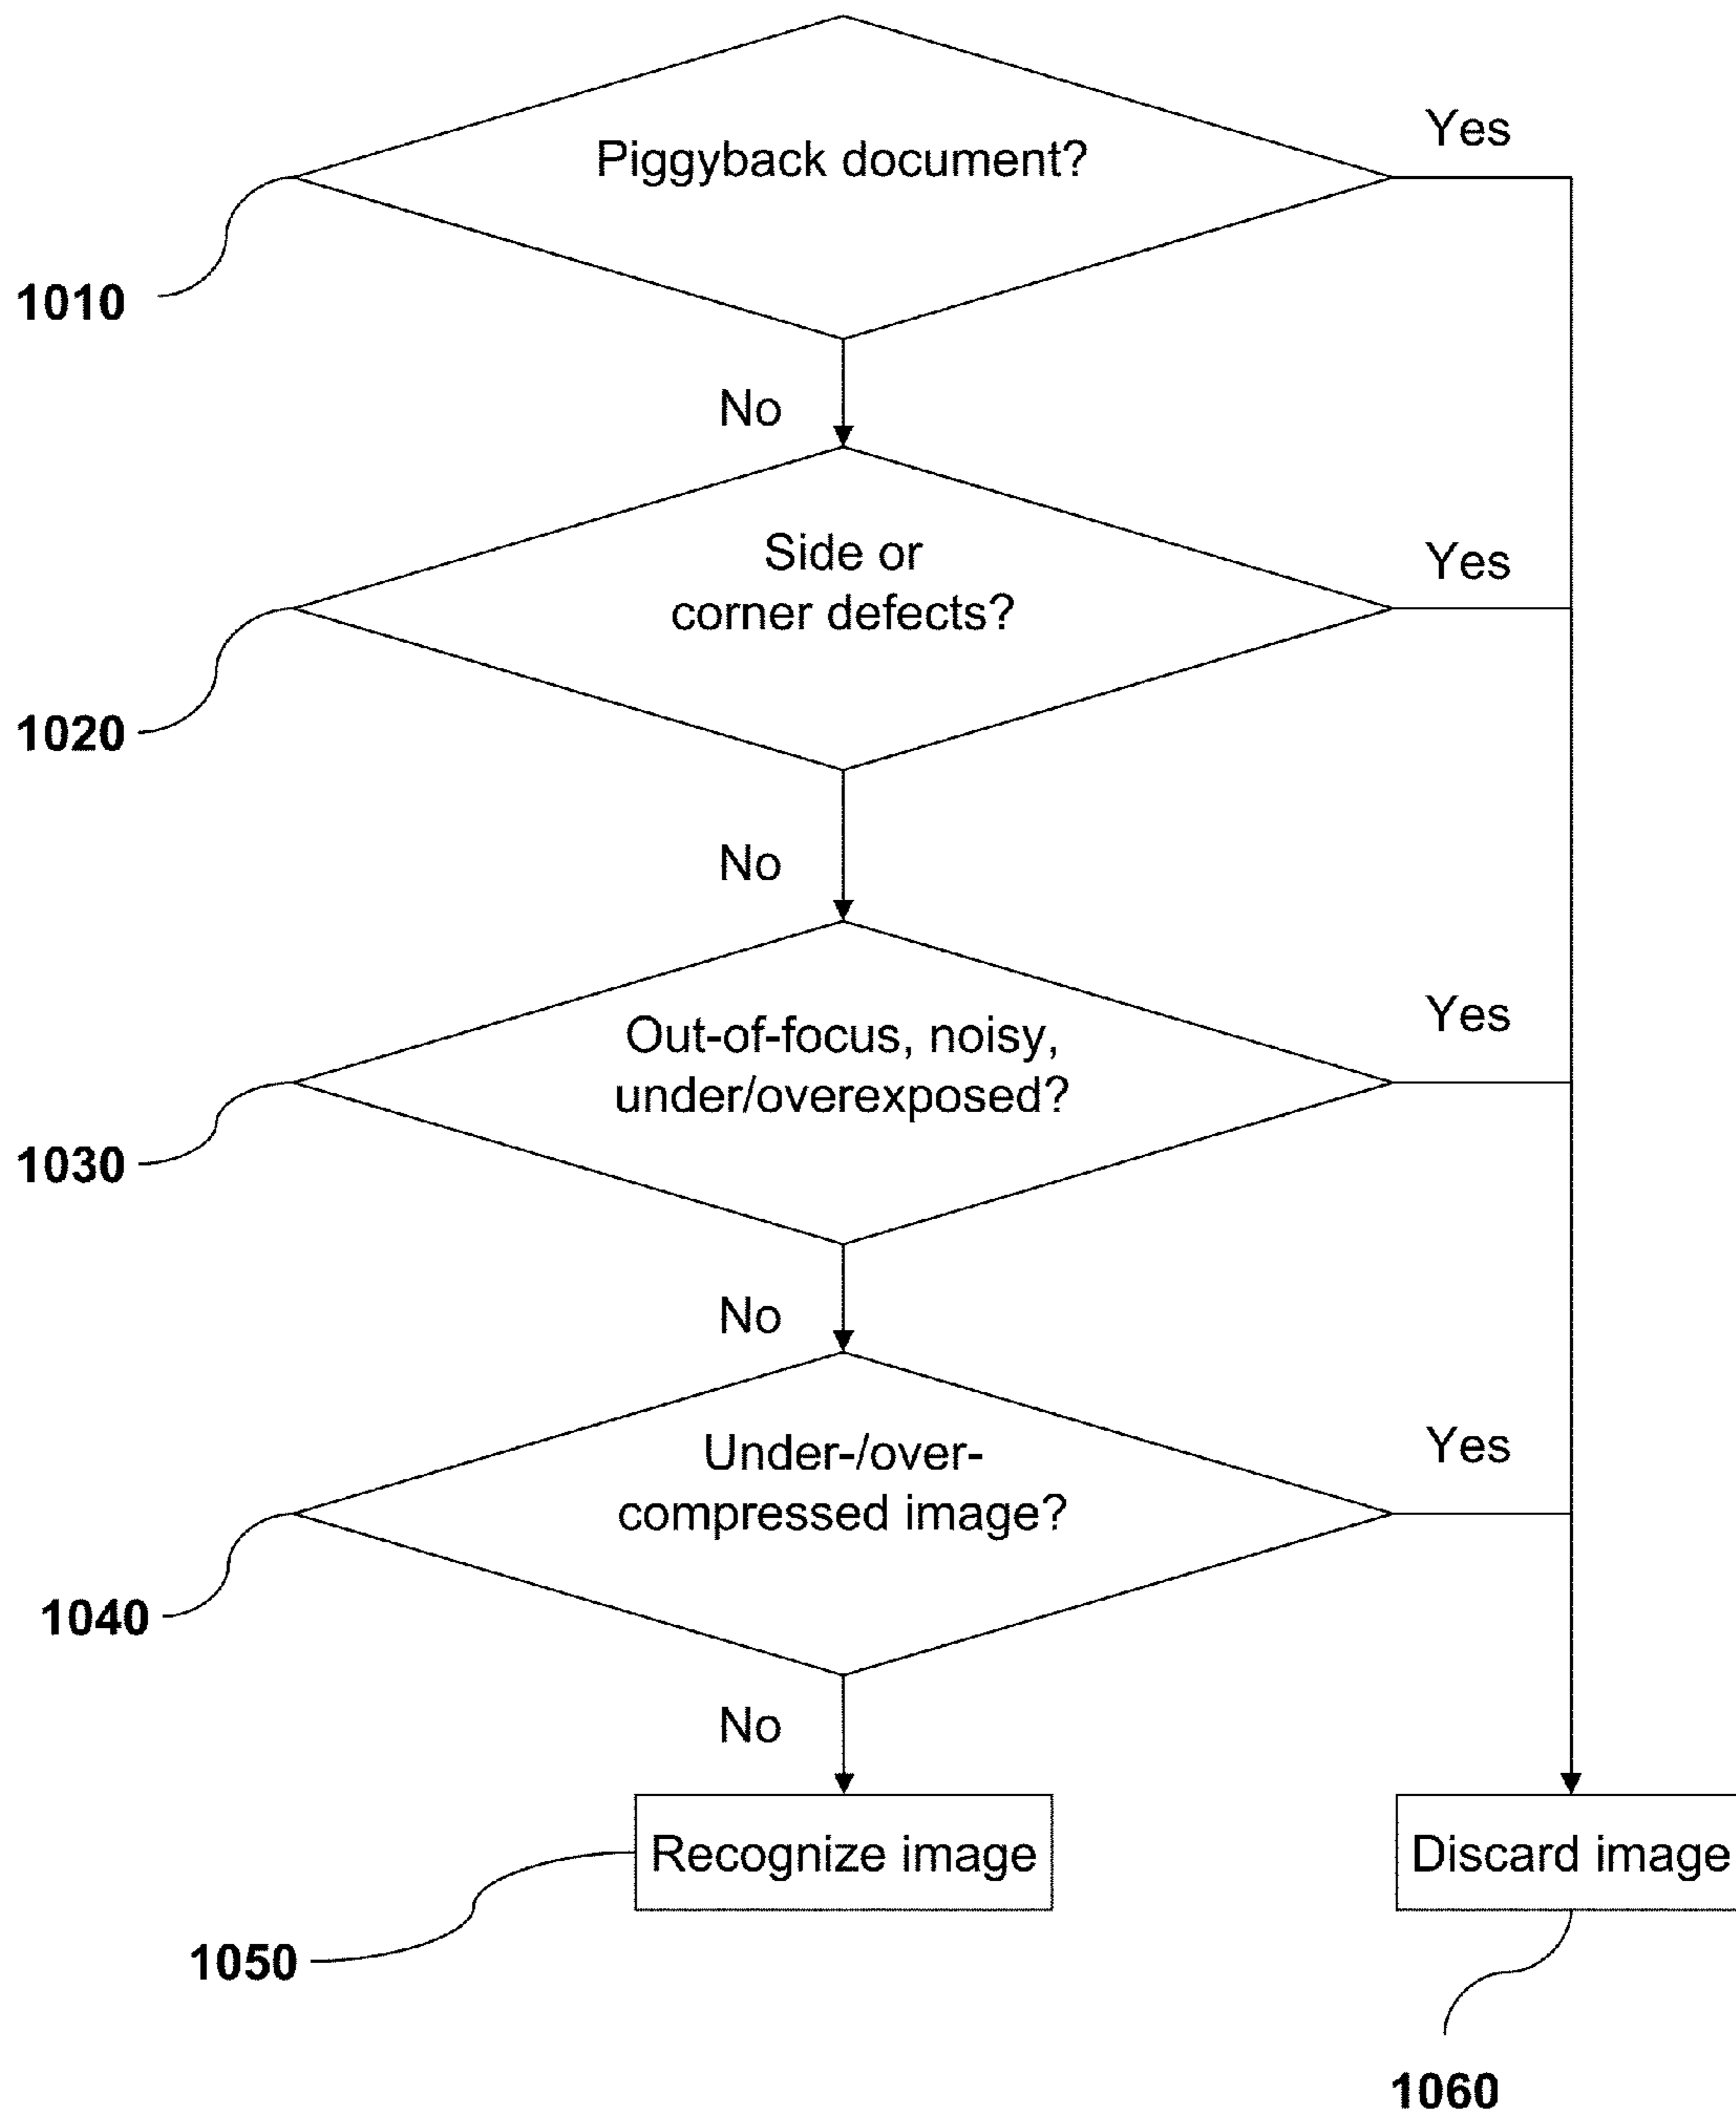 Piggyback document?
Yes
1010
No
Side or
corner defects?
Yes
1020
No
Out-of-focus, noisy,
under/overexposed?
Yes
1030
No
Under-/over-
compressed image?
Yes
1040
No
Recognize image
Discard image
1050
1060